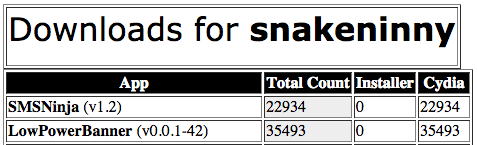 Downloads for snakeninny
App Total Count Installer Cydia
SMSNinja (v1.2) 22934 0 22934
LowPowerBanner (v0.0.1-42) 35493 0 35493